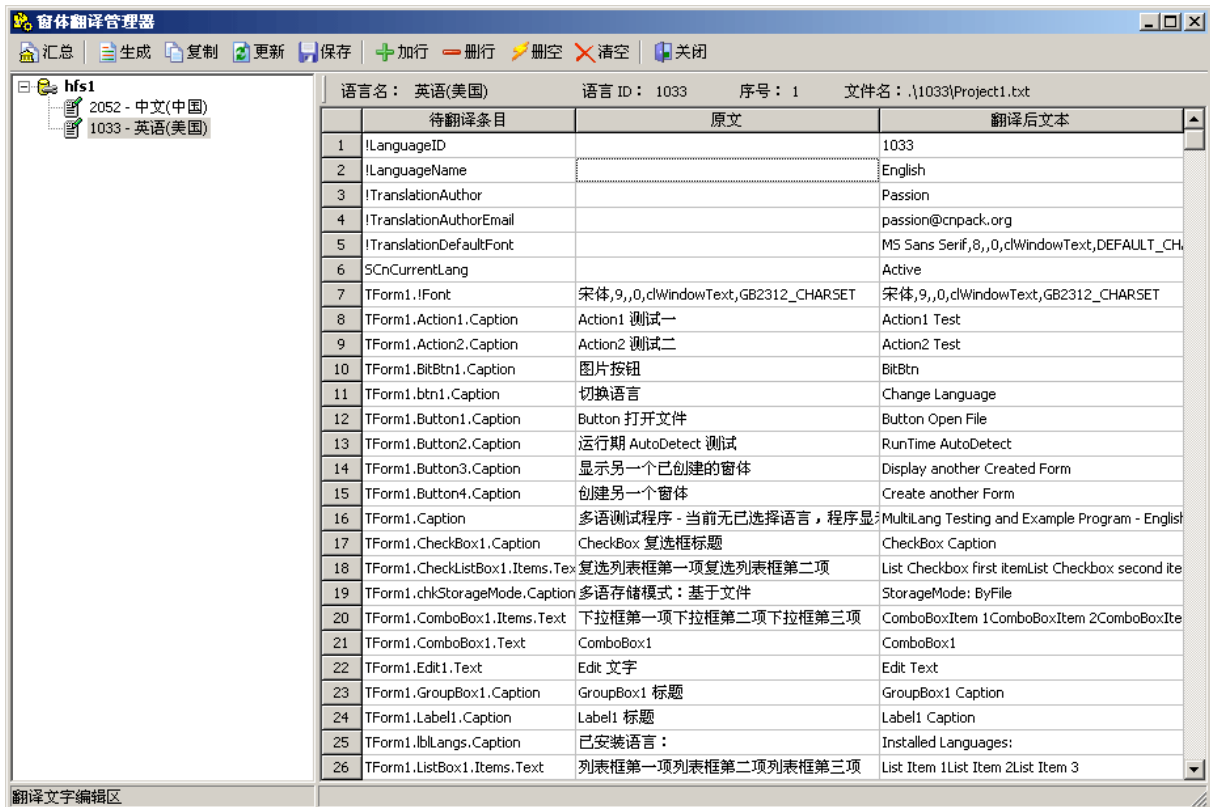 窗体翻译管理器
汇总 生成 复制 更新 保存 加行 删行 删空 清空 关闭
hfs1
2052 - 中文(中国)
1033 - 英语(美国)
语言名： 英语(美国) 语言 ID： 1033 序号： 1 文件名：.\1033\Project1.txt
待翻译条目 原文 翻译后文本
1 !LanguageID 1033
2 !LanguageName English
3 !TranslationAuthor Passion
4 !TranslationAuthorEmail passion@cnpack.org
5 !TranslationDefaultFont MS Sans Serif,8,,0,clWindowText,DEFAULT_CH
6 SCnCurrentLang Active
7 TForm1.!Font 宋体,9,,0,clWindowText,GB2312_CHARSET 宋体,9,,0,clWindowText,GB2312_CHARSET
8 TForm1.Action1.Caption Action1 测试一 Action1 Test
9 TForm1.Action2.Caption Action2 测试二 Action2 Test
10 TForm1.BitBtn1.Caption 图片按钮 BitBtn
11 TForm1.btn1.Caption 切换语言 Change Language
12 TForm1.Button1.Caption Button 打开文件 Button Open File
13 TForm1.Button2.Caption 运行期 AutoDetect 测试 RunTime AutoDetect
14 TForm1.Button3.Caption 显示另一个已创建的窗体 Display another Created Form
15 TForm1.Button4.Caption 创建另一个窗体 Create another Form
16 TForm1.Caption 多语测试程序 - 当前无已选择语言，程序显 MultiLang Testing and Example Program - English
17 TForm1.CheckBox1.Caption CheckBox 复选框标题 CheckBox Caption
18 TForm1.CheckListBox1.Items.Tex 复选列表框第一项复选列表框第二项 List Checkbox first itemList Checkbox second ite
19 TForm1.chkStorageMode.Caption 多语存储模式：基于文件 StorageMode: ByFile
20 TForm1.ComboBox1.Items.Text 下拉框第一项下拉框第二项下拉框第三项 ComboBoxItem 1ComboBoxItem 2ComboBoxIte
21 TForm1.ComboBox1.Text ComboBox1 ComboBox1
22 TForm1.Edit1.Text Edit 文字 Edit Text
23 TForm1.GroupBox1.Caption GroupBox1 标题 GroupBox1 Caption
24 TForm1.Label1.Caption Label1 标题 Label1 Caption
25 TForm1.lblLangs.Caption 已安装语言： Installed Languages:
26 TForm1.ListBox1.Items.Text 列表框第一项列表框第二项列表框第三项 List Item 1List Item 2List Item 3
翻译文字编辑区